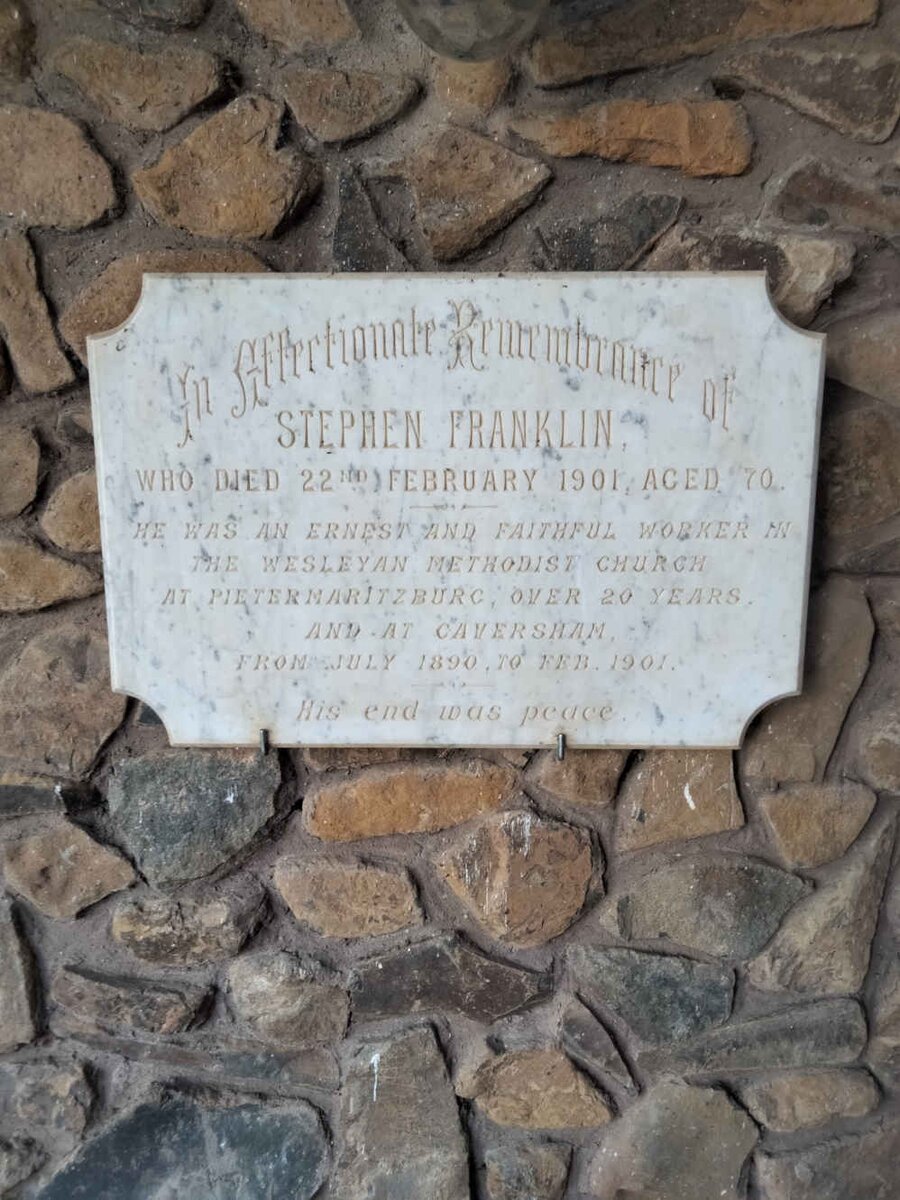 In Affectionate Remembrance of
STEPHEN FRANKLIN,
WHO DIED 22ND FEBRUARY 1901, AGED 70.
HE WAS AN ERNEST AND FAITHFUL WORKER IN
THE WESLEYAN METHODIST CHURCH
AT PIETERMARITZBURG, OVER 20 YEARS.
AND AT CAVERSHAM,
FROM JULY 1890, TO FEB. 1901.
His end was peace.